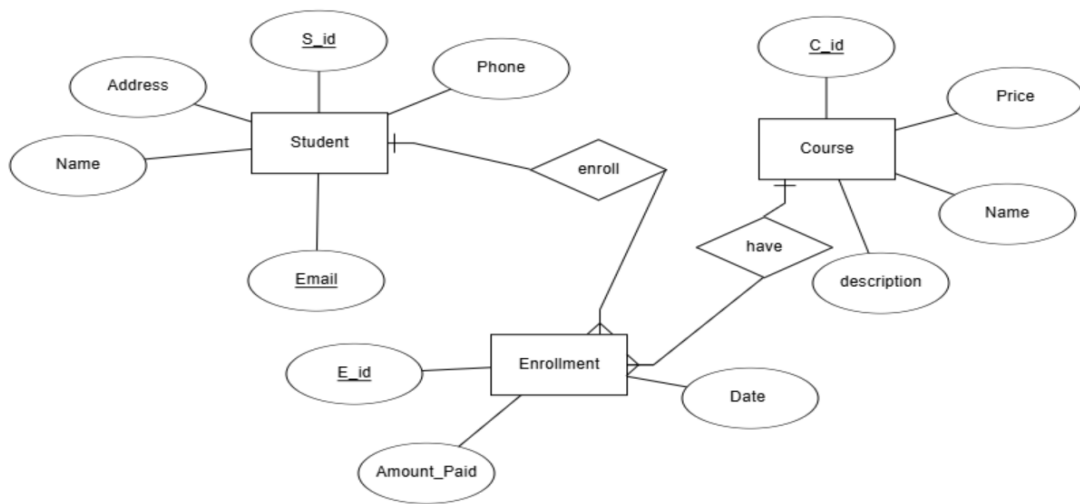 S_id
C_id
Phone
Address
Price
Student
Course
Name
enroll
Name
have
Email
description
Enrollment
E_id
Date
Amount_Paid